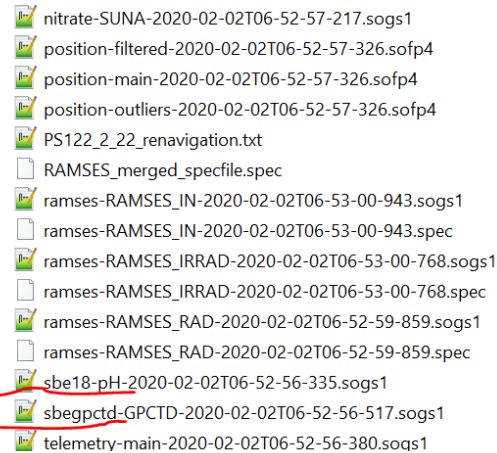 nitrate-SUNA-2020-02-02T06-52-57-217.sogs1
position-filtered-2020-02-02T06-52-57-326.sofp4
position-main-2020-02-02T06-52-57-326.sofp4
position-outliers-2020-02-02T06-52-57-326.sofp4
PS122_2_22_renavigation.txt
RAMSES_merged_specfile.spec
ramses-RAMSES_IN-2020-02-02T06-53-00-943.sogs1
ramses-RAMSES_IN-2020-02-02T06-53-00-943.spec
ramses-RAMSES_IRRAD-2020-02-02T06-53-00-768.sogs1
ramses-RAMSES_IRRAD-2020-02-02T06-53-00-768.spec
ramses-RAMSES_RAD-2020-02-02T06-52-59-859.sogs1
ramses-RAMSES_RAD-2020-02-02T06-52-59-859.spec
sbe18-pH-2020-02-02T06-52-56-335.sogs1
sbegpctd-GPCTD-2020-02-02T06-52-56-517.sogs1
telemetry-main-2020-02-02T06-52-56-380.sogs1